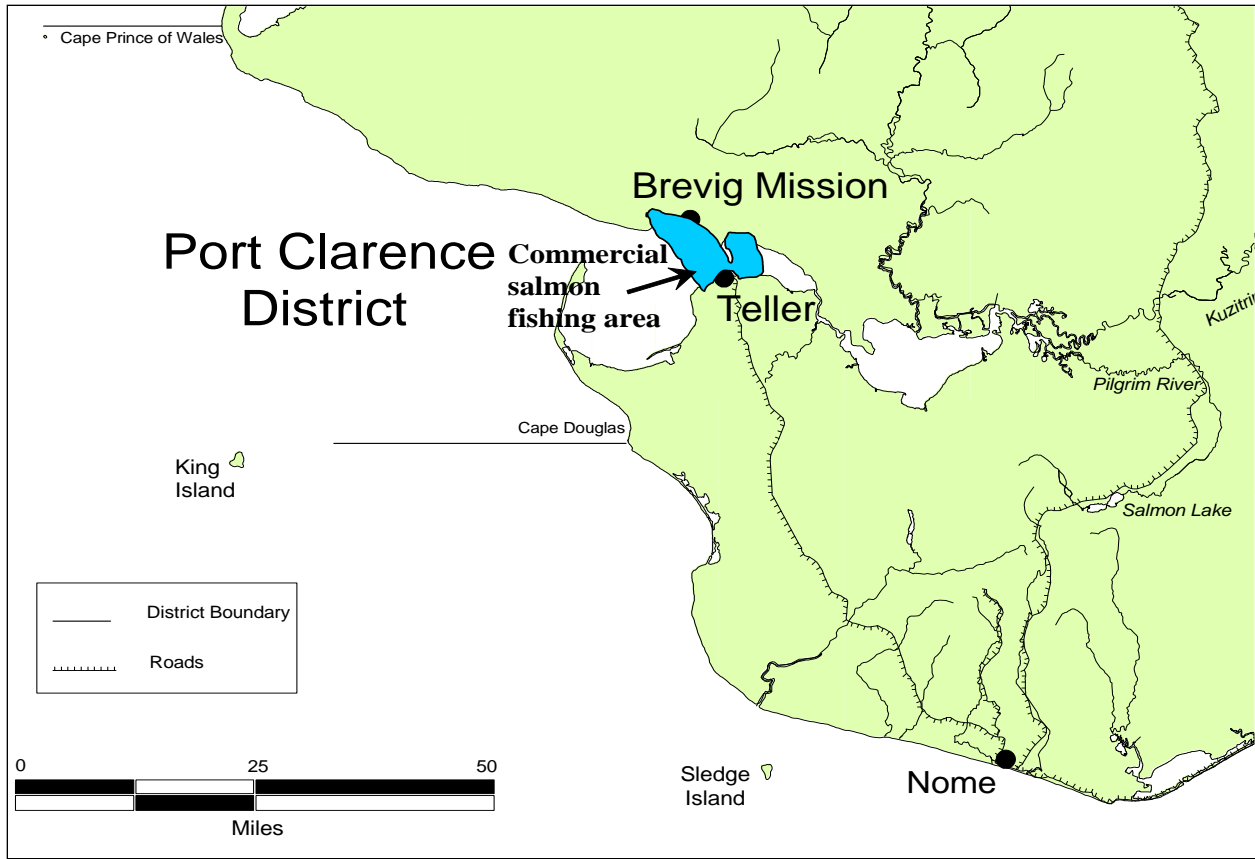 Cape Prince of Wales
Brevig Mission
Port Clarence
District
Commercial
salmon
fishing area
Teller
Pilgrim River
Cape Douglas
King
Island
Salmon Lake
District Boundary
Roads
0 25 50
Miles
Sledge
Island
Nome